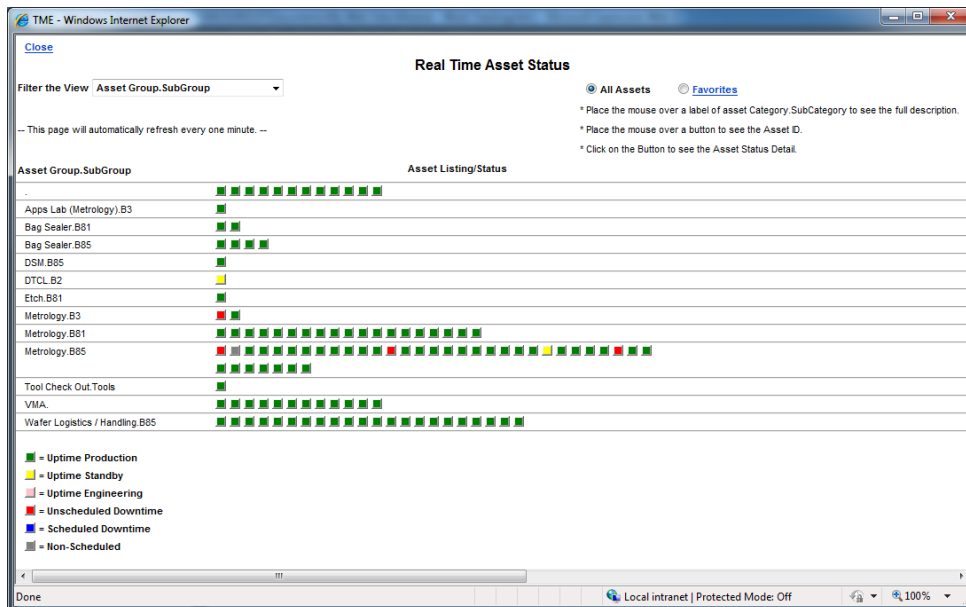 TME - Windows Internet Explorer
Close
Real Time Asset Status
Filter the View Asset Group.SubGroup
All Assets Favorites
* Place the mouse over a label of asset Category.SubCategory to see the full description.
-- This page will automatically refresh every one minute. --
* Place the mouse over a button to see the Asset ID.
* Click on the Button to see the Asset Status Detail.
Asset Group.SubGroup Asset Listing/Status
.
Apps Lab (Metrology).B3
Bag Sealer.B81
Bag Sealer.B85
DSM.B85
DTCL.B2
Etch.B81
Metrology.B3
Metrology.B81
Metrology.B85
Tool Check Out.Tools
VMA.
Wafer Logistics / Handling.B85
= Uptime Production
= Uptime Standby
= Uptime Engineering
= Unscheduled Downtime
= Scheduled Downtime
= Non-Scheduled
Done Local intranet | Protected Mode: Off 100%